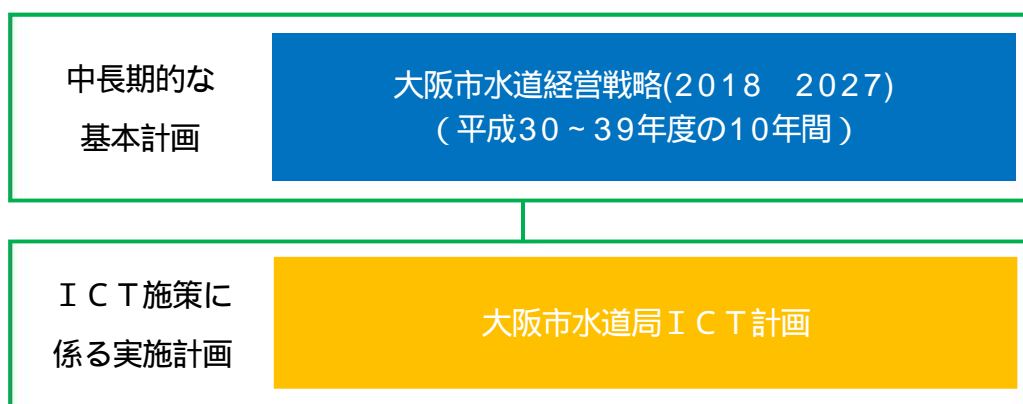 中長期的な
基本計画
大阪市水道経営戦略(2018　2027)
（平成30～39年度の10年間）
ＩＣＴ施策に
係る実施計画
大阪市水道局ＩＣＴ計画